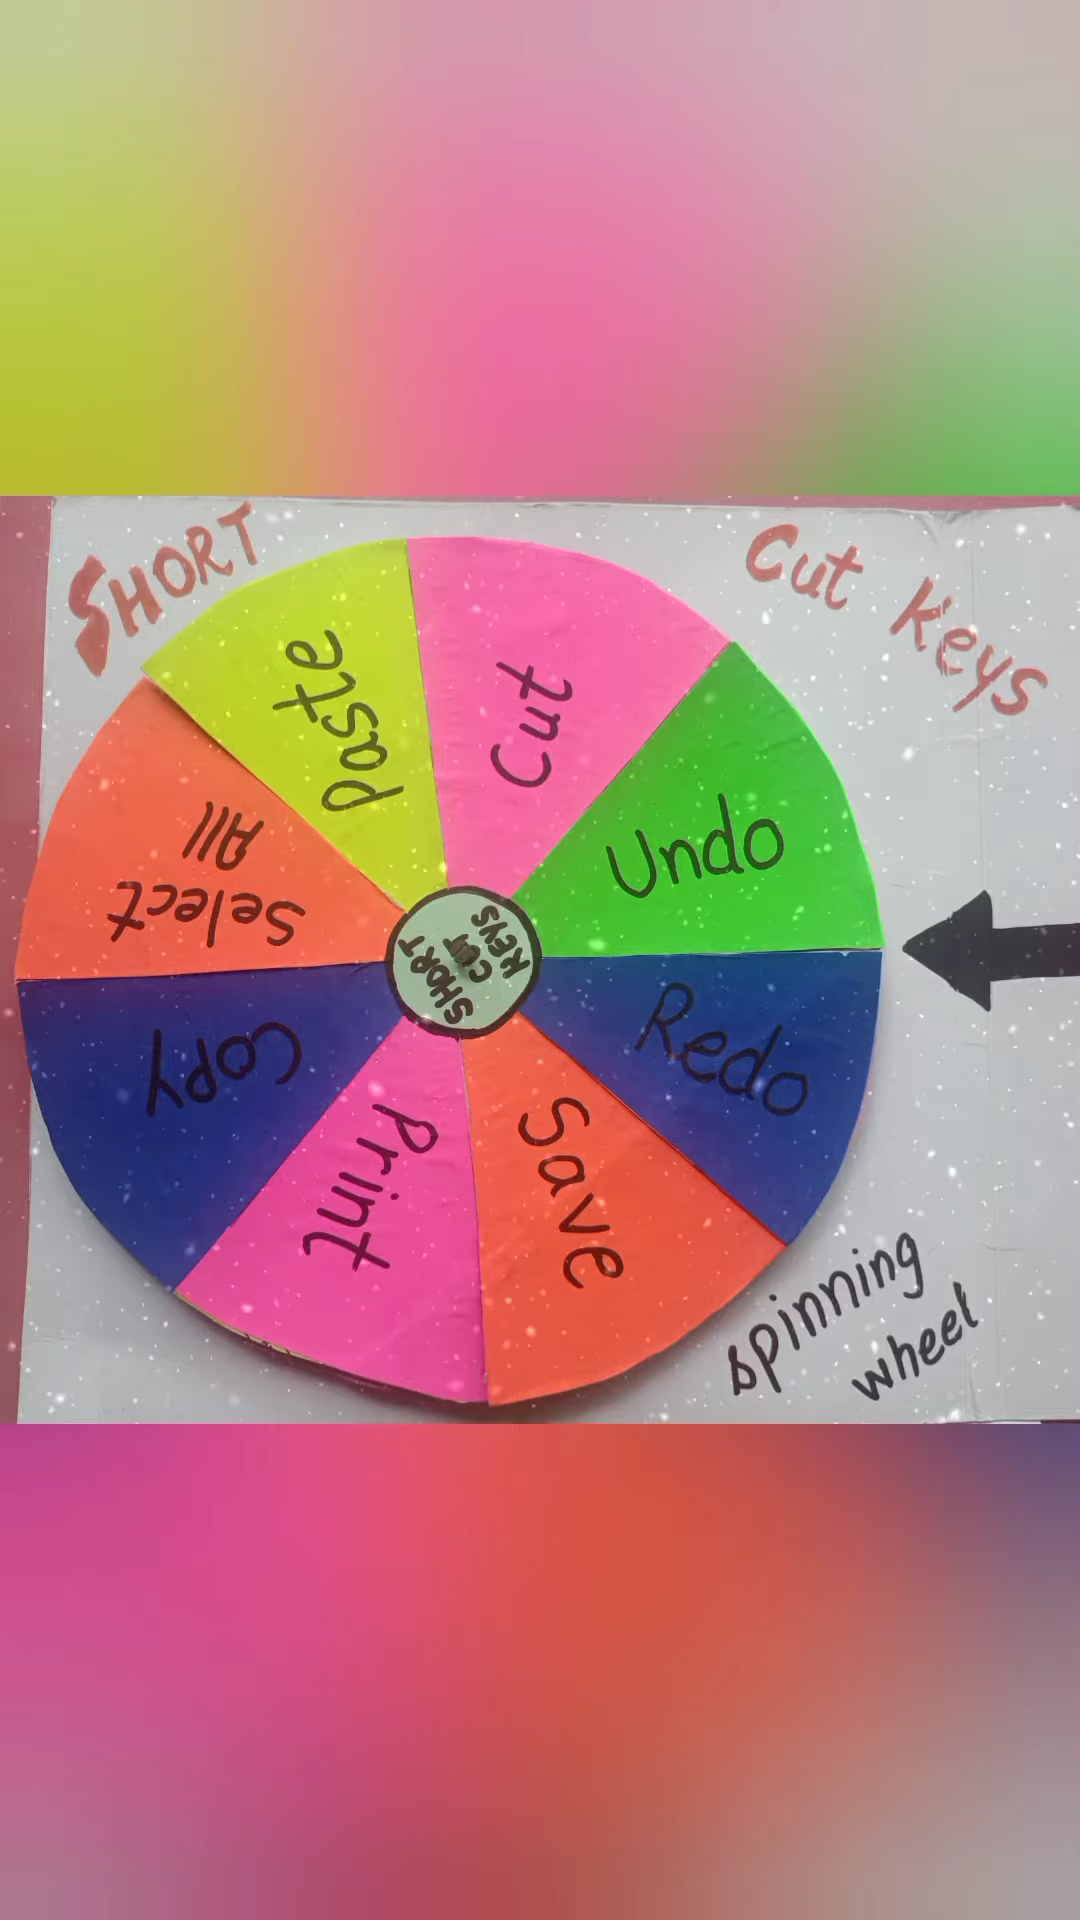 SHORT
Cut Keys
Paste
Cut
Undo
Select
All
SHORT
CUT
KEYS
Redo
Copy
Print
Save
spinning
wheel